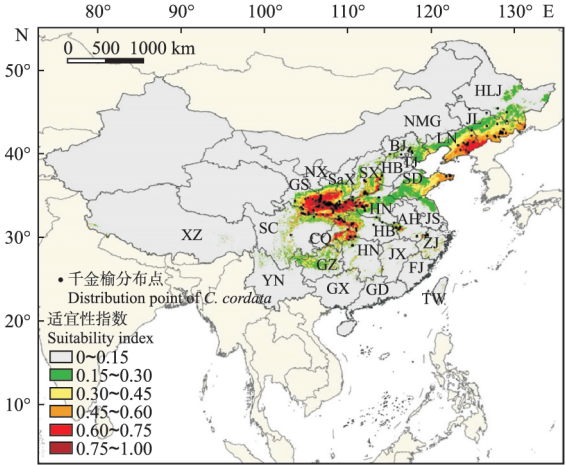 80° 90° 100° 110° 120° 130° E
N
0 500 1000 km
50°
40°
30°
20°
10°
HLJ
NMG JL
LN
BJ
TJ
NX SaX SX HB
GS SD
HN
SC AH JS
XZ CQ HB
ZJ
GZ HN JX
YN FJ
GX GD
TW
千金榆分布点
Distribution point of C. cordata
适宜性指数
Suitability index
0~0.15
0.15~0.30
0.30~0.45
0.45~0.60
0.60~0.75
0.75~1.00